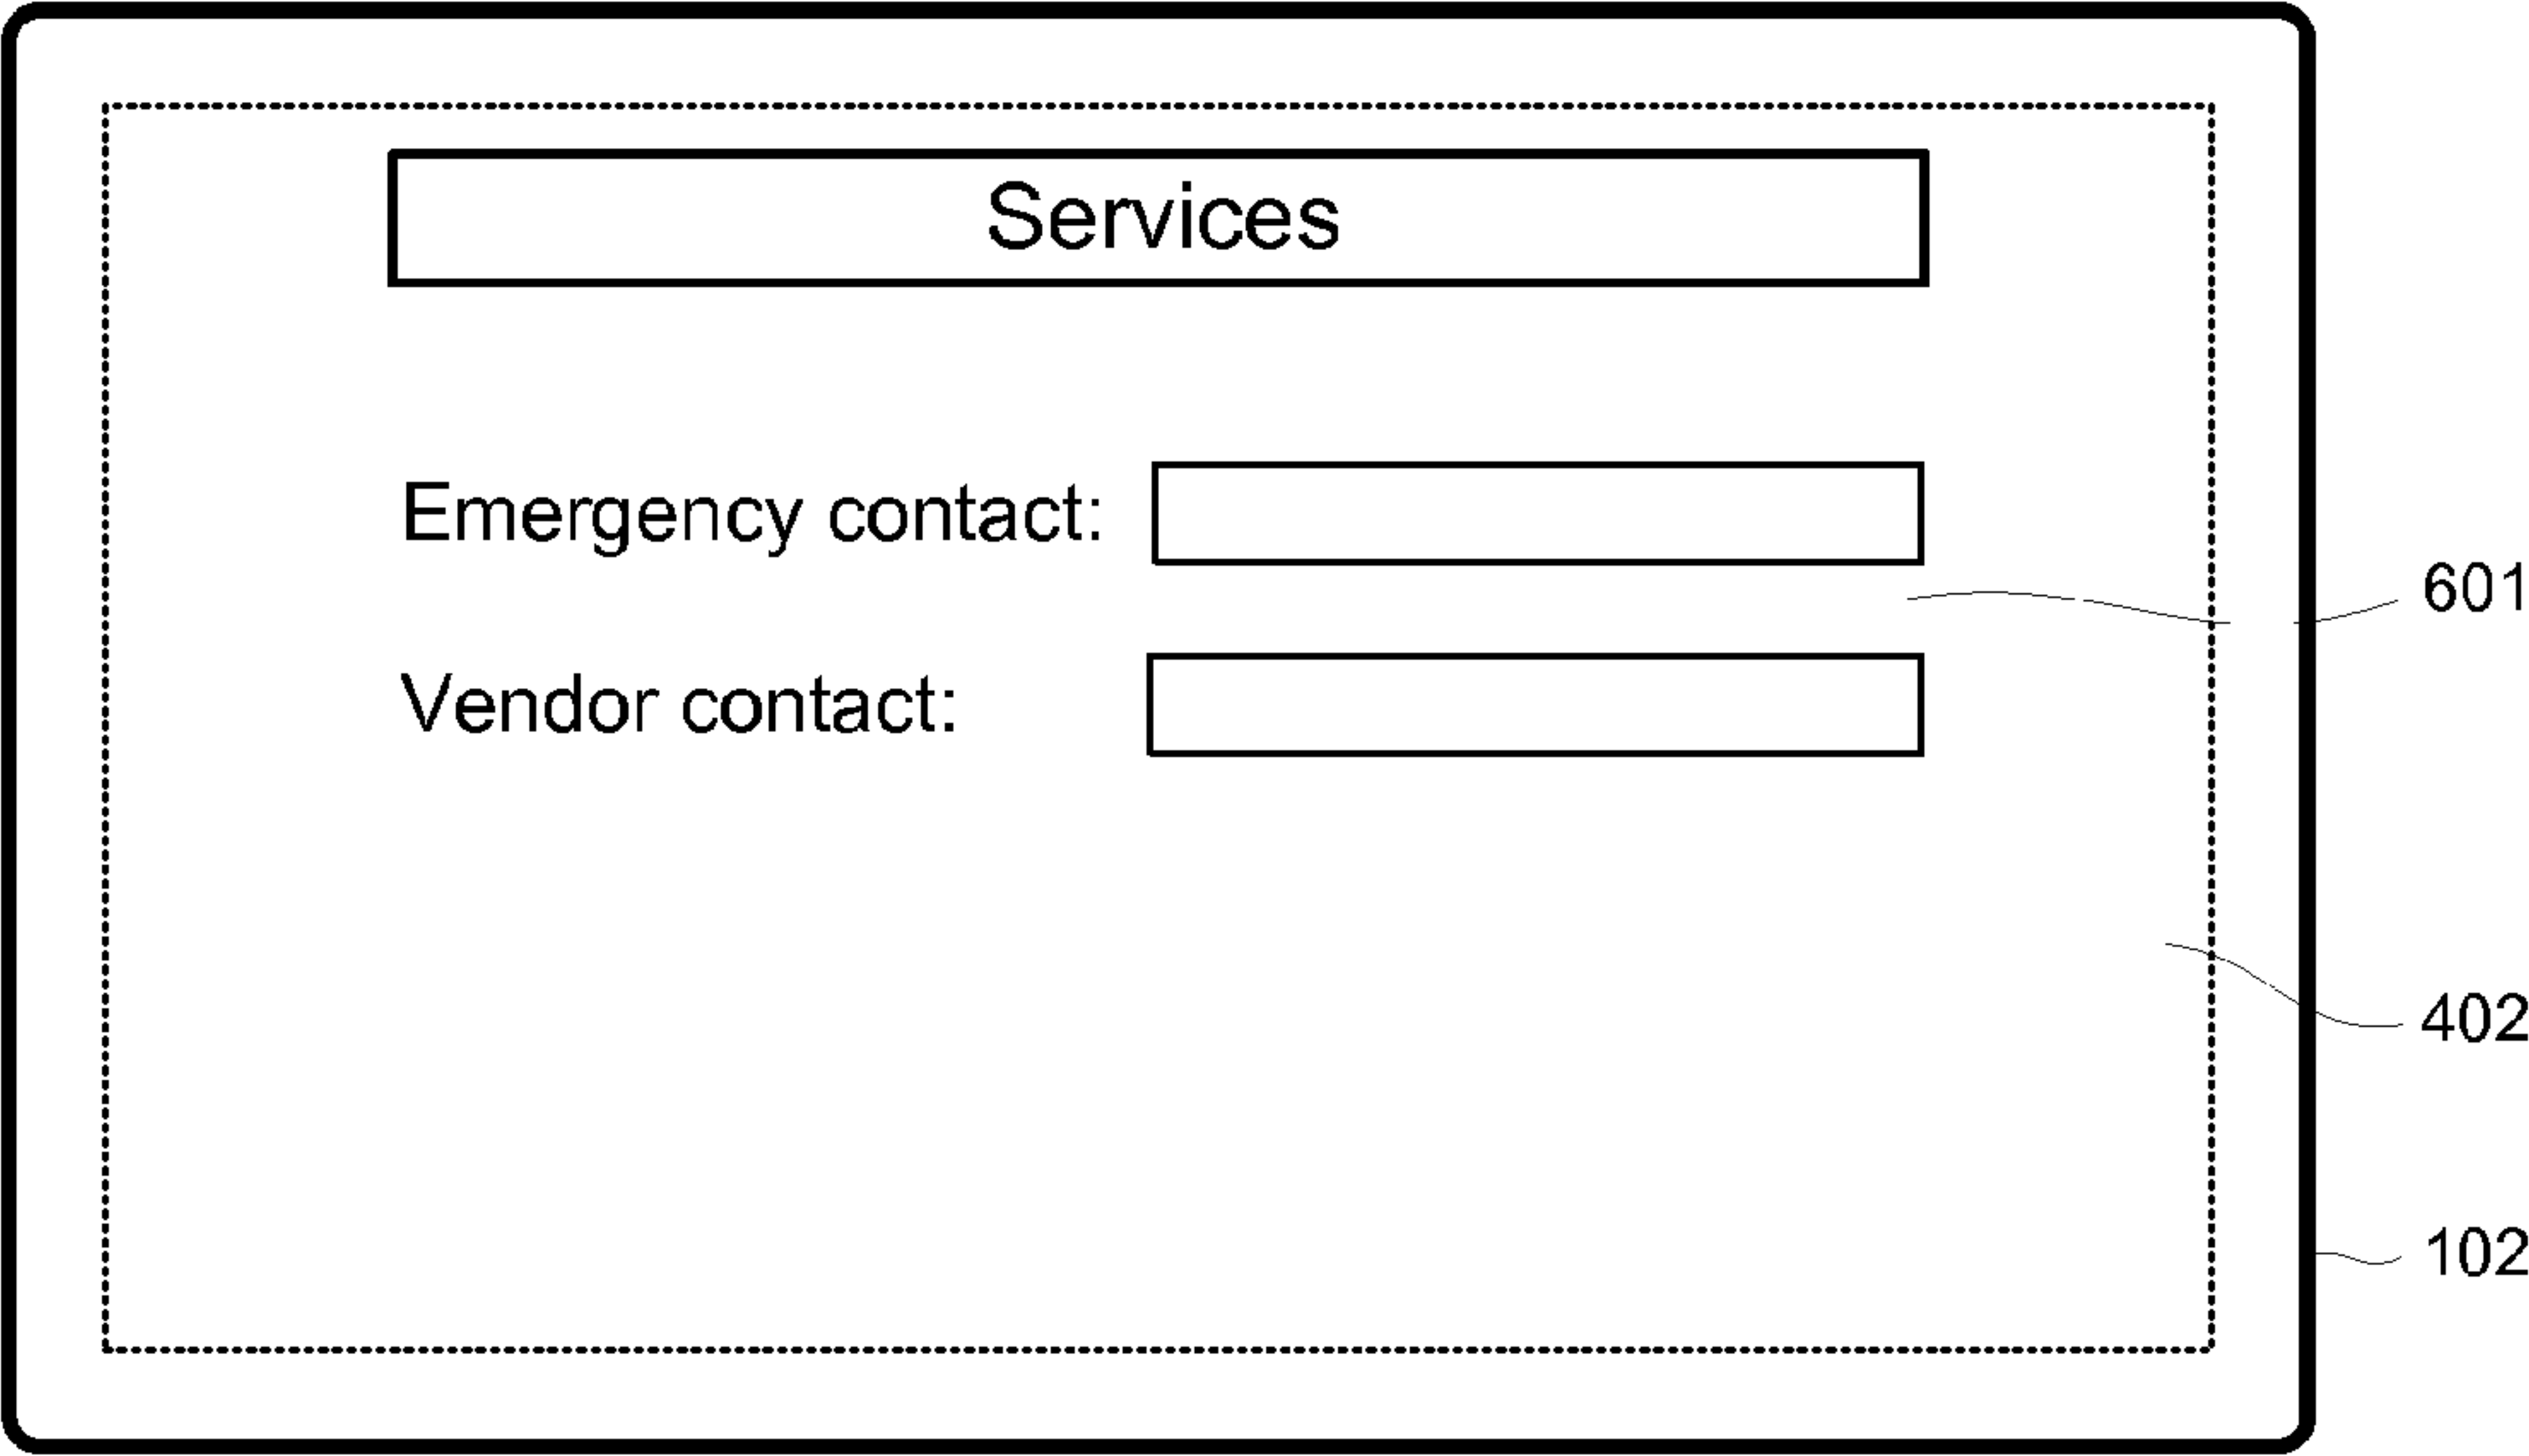 Services
Emergency contact:
601
Vendor contact:
402
102